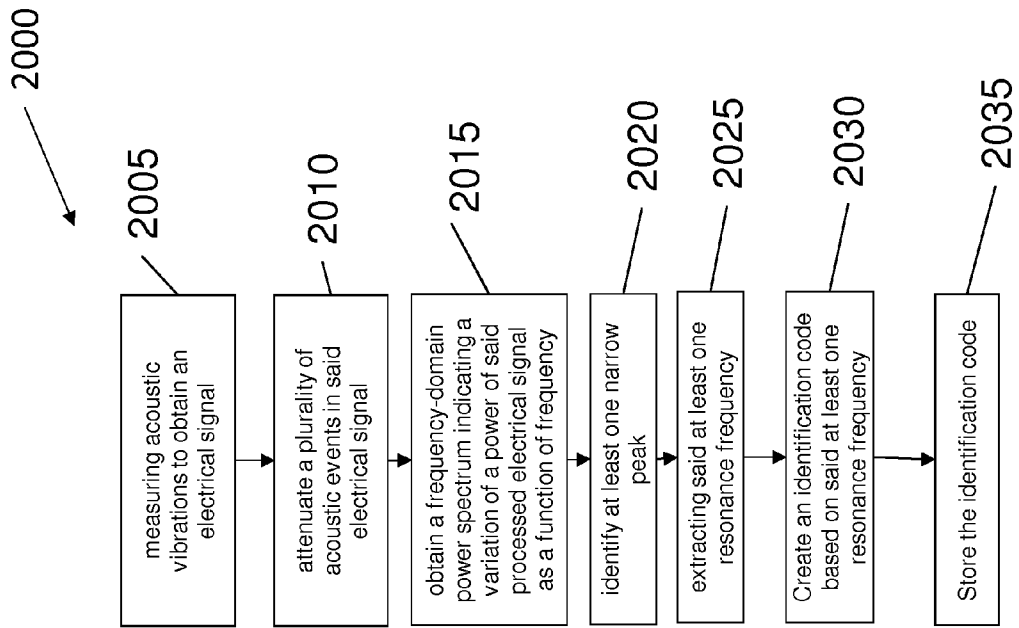 2000
measuring acoustic
vibrations to obtain an
electrical signal
2005
attenuate a plurality of
acoustic events in said
electrical signal
2010
obtain a frequency-domain
power spectrum indicating a
variation of a power of said
processed electrical signal
as a function of frequency
2015
identify at least one narrow
peak
2020
extracting said at least one
resonance frequency
2025
Create an identification code
based on said at least one
resonance frequency
2030
Store the identification code
2035